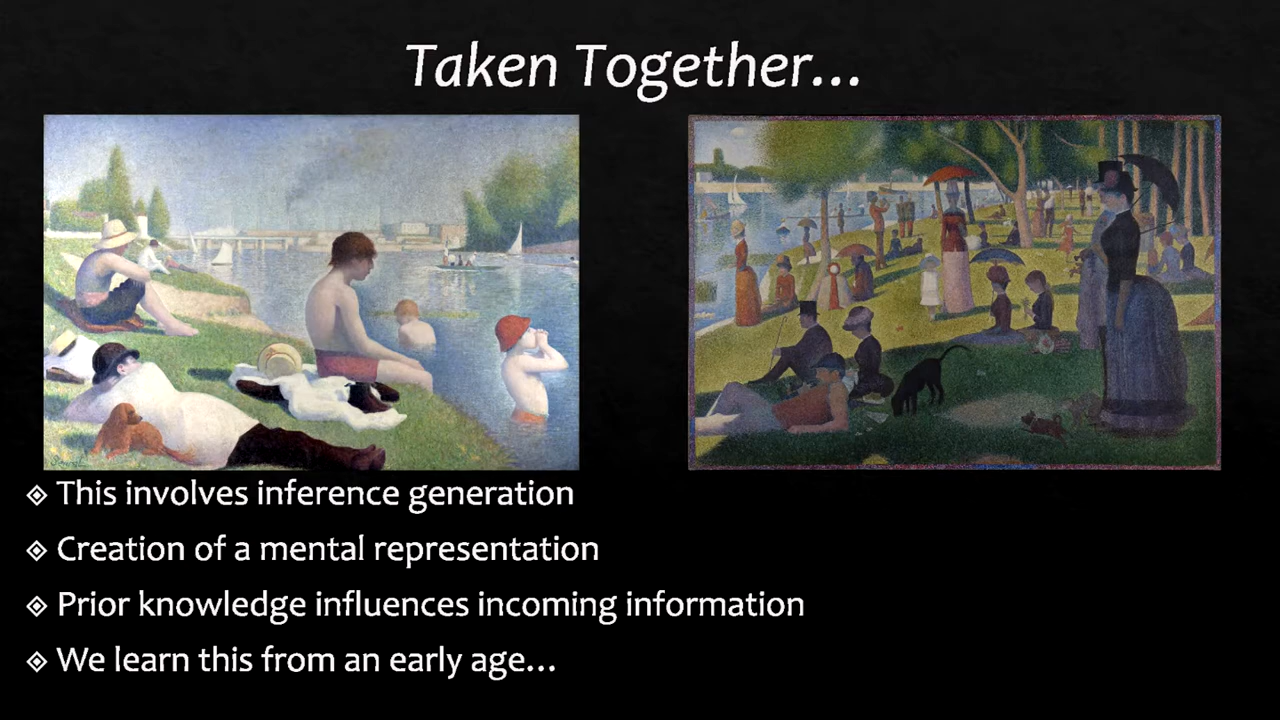 Taken Together...
This involves inference generation
Creation of a mental representation
Prior knowledge influences incoming information
We learn this from an early age...